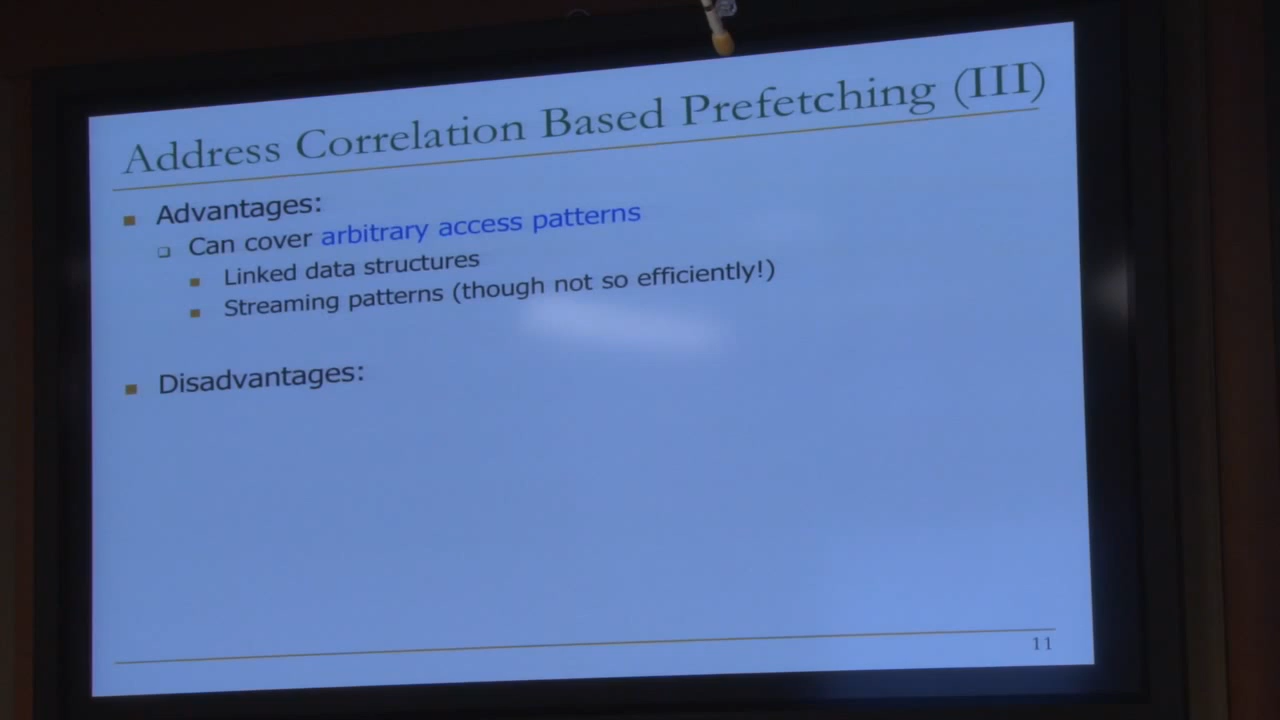 Address Correlation Based Prefetching (III)
Advantages:
Can cover arbitrary access patterns
Linked data structures
Streaming patterns (though not so efficiently!)
Disadvantages:
11